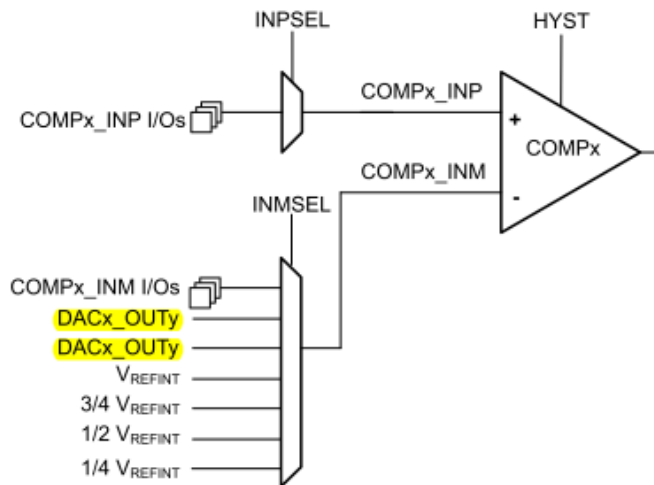 INPSEL
HYST
COMPx_INP I/Os
COMPx_INP
+
COMPx
COMPx_INM
-
INMSEL
COMPx_INM I/Os
DACx_OUTy
DACx_OUTy
VREFINT
3/4 VREFINT
1/2 VREFINT
1/4 VREFINT